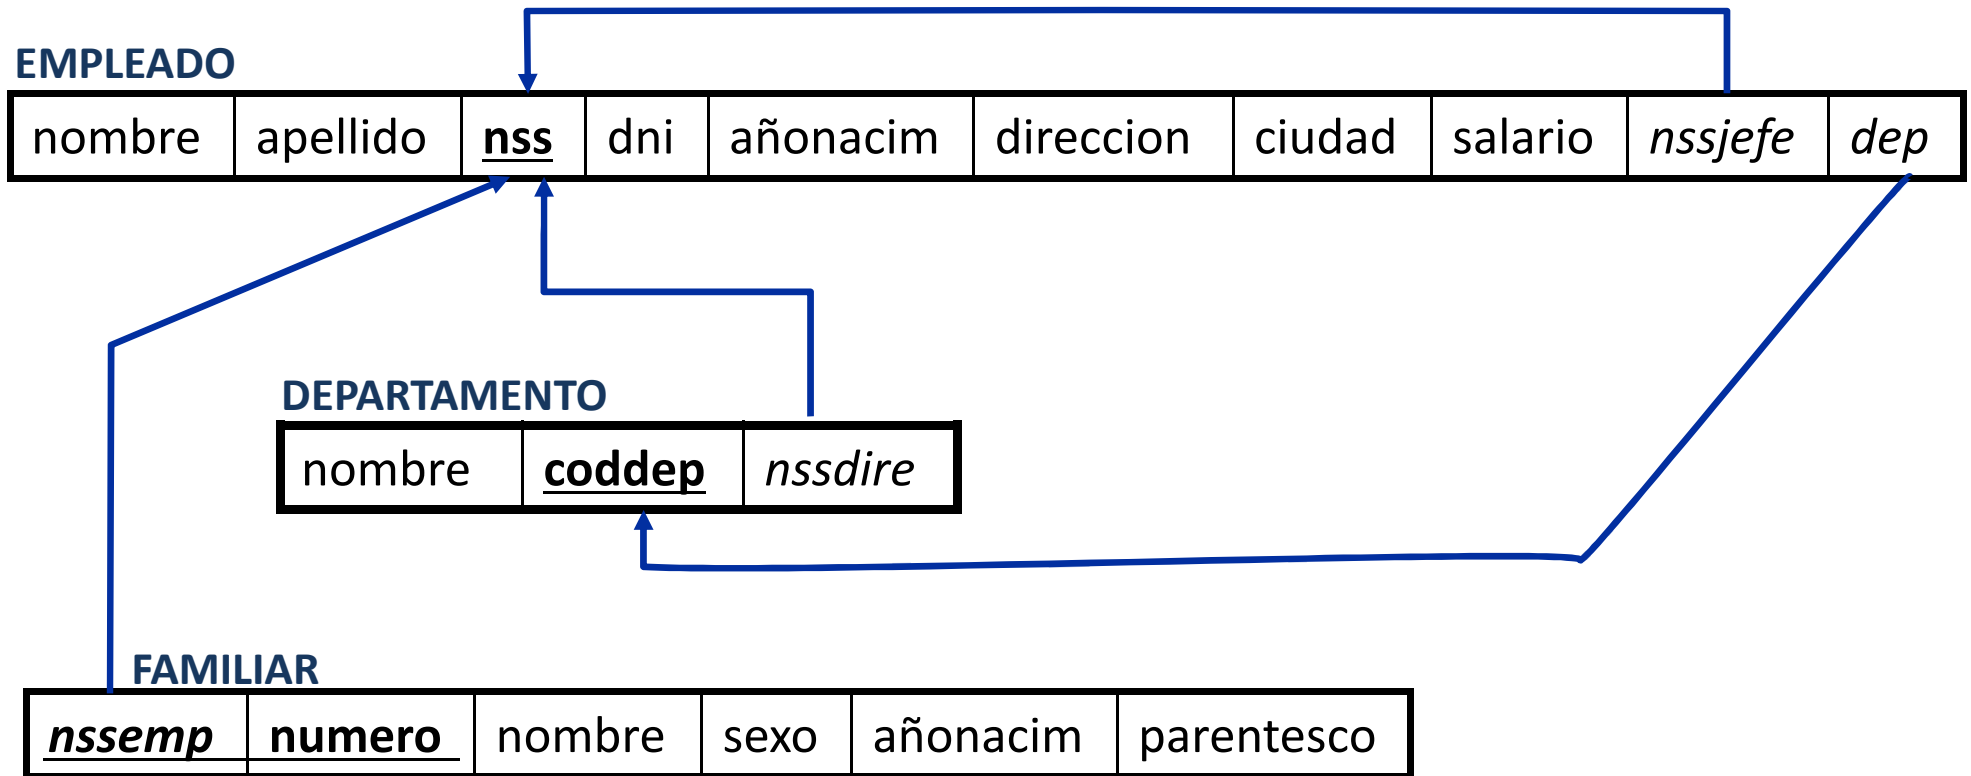 EMPLEADO
nombre apellido nss dni añonacim direccion ciudad salario nssjefe dep
DEPARTAMENTO
nombre coddep nssdire
FAMILIAR
nssemp numero nombre sexo añonacim parentesco